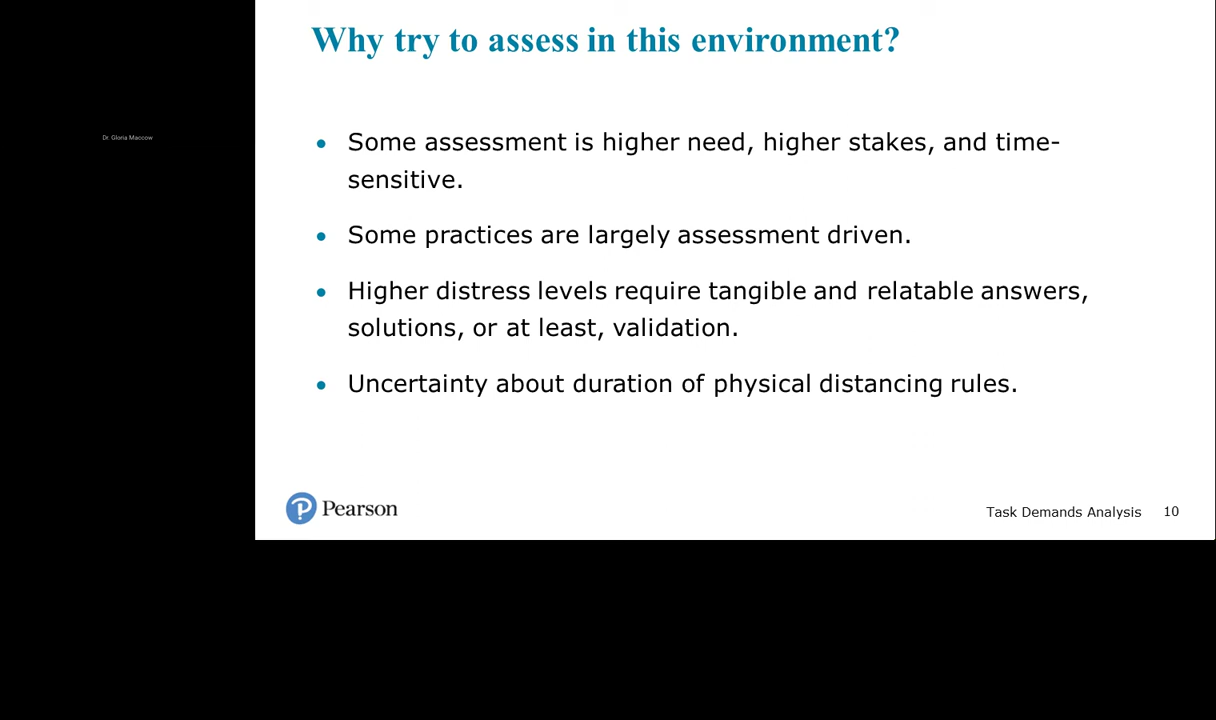 Why try to assess in this environment?
Dr. Gloria Maccow
• Some assessment is higher need, higher stakes, and time-
sensitive.
• Some practices are largely assessment driven.
• Higher distress levels require tangible and relatable answers,
solutions, or at least, validation.
• Uncertainty about duration of physical distancing rules.
Pearson
Task Demands Analysis 10